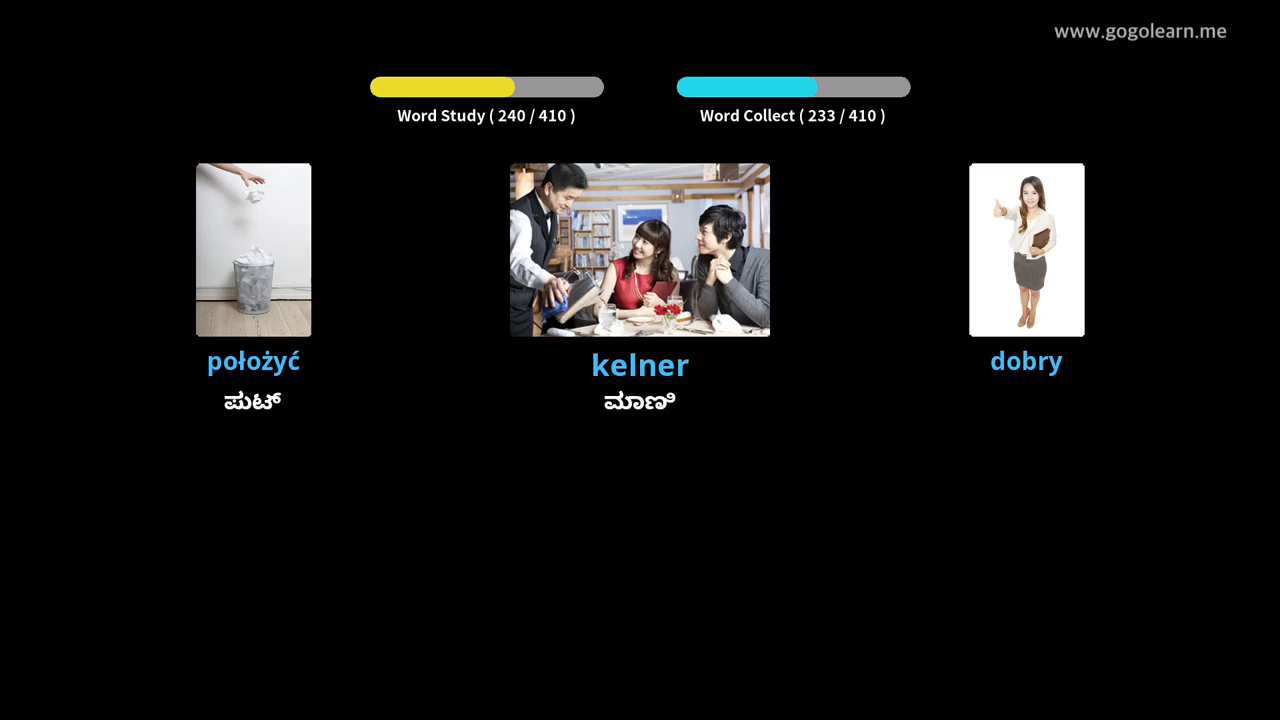 www.gogolearn.me
Word Study ( 240 / 410 )
Word Collect ( 233 / 410 )
położyć
kelner
dobry
ಪುಟ್
ಮಾಣಿ